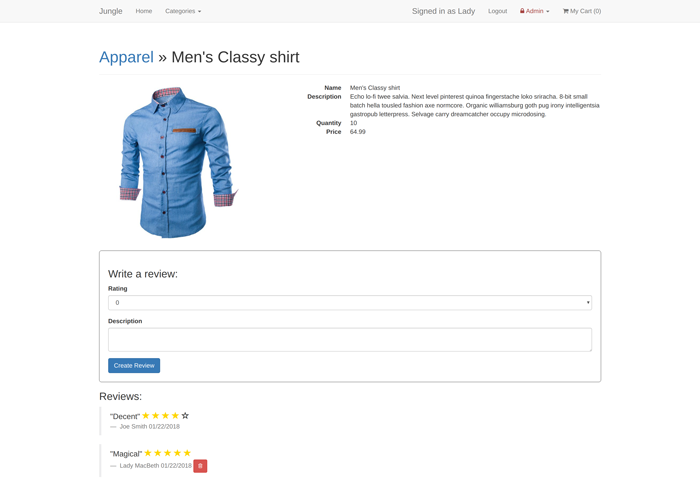 Jungle Home Categories Signed in as Lady Logout Admin My Cart (0)
Apparel » Men's Classy shirt
Name Men's Classy shirt
Description Echo lo-fi twee salvia. Next level pinterest quinoa fingerstache loko sriracha. 8-bit small
batch hella tousled fashion axe normcore. Organic williamsburg goth pug irony intelligentsia
gastropub letterpress. Selvage carry dreamcatcher occupy microdosing.
Quantity 10
Price 64.99
Write a review:
Rating
0
Description
Create Review
Reviews:
"Decent" ★★★★☆
— Joe Smith 01/22/2018
"Magical" ★★★★★
— Lady MacBeth 01/22/2018